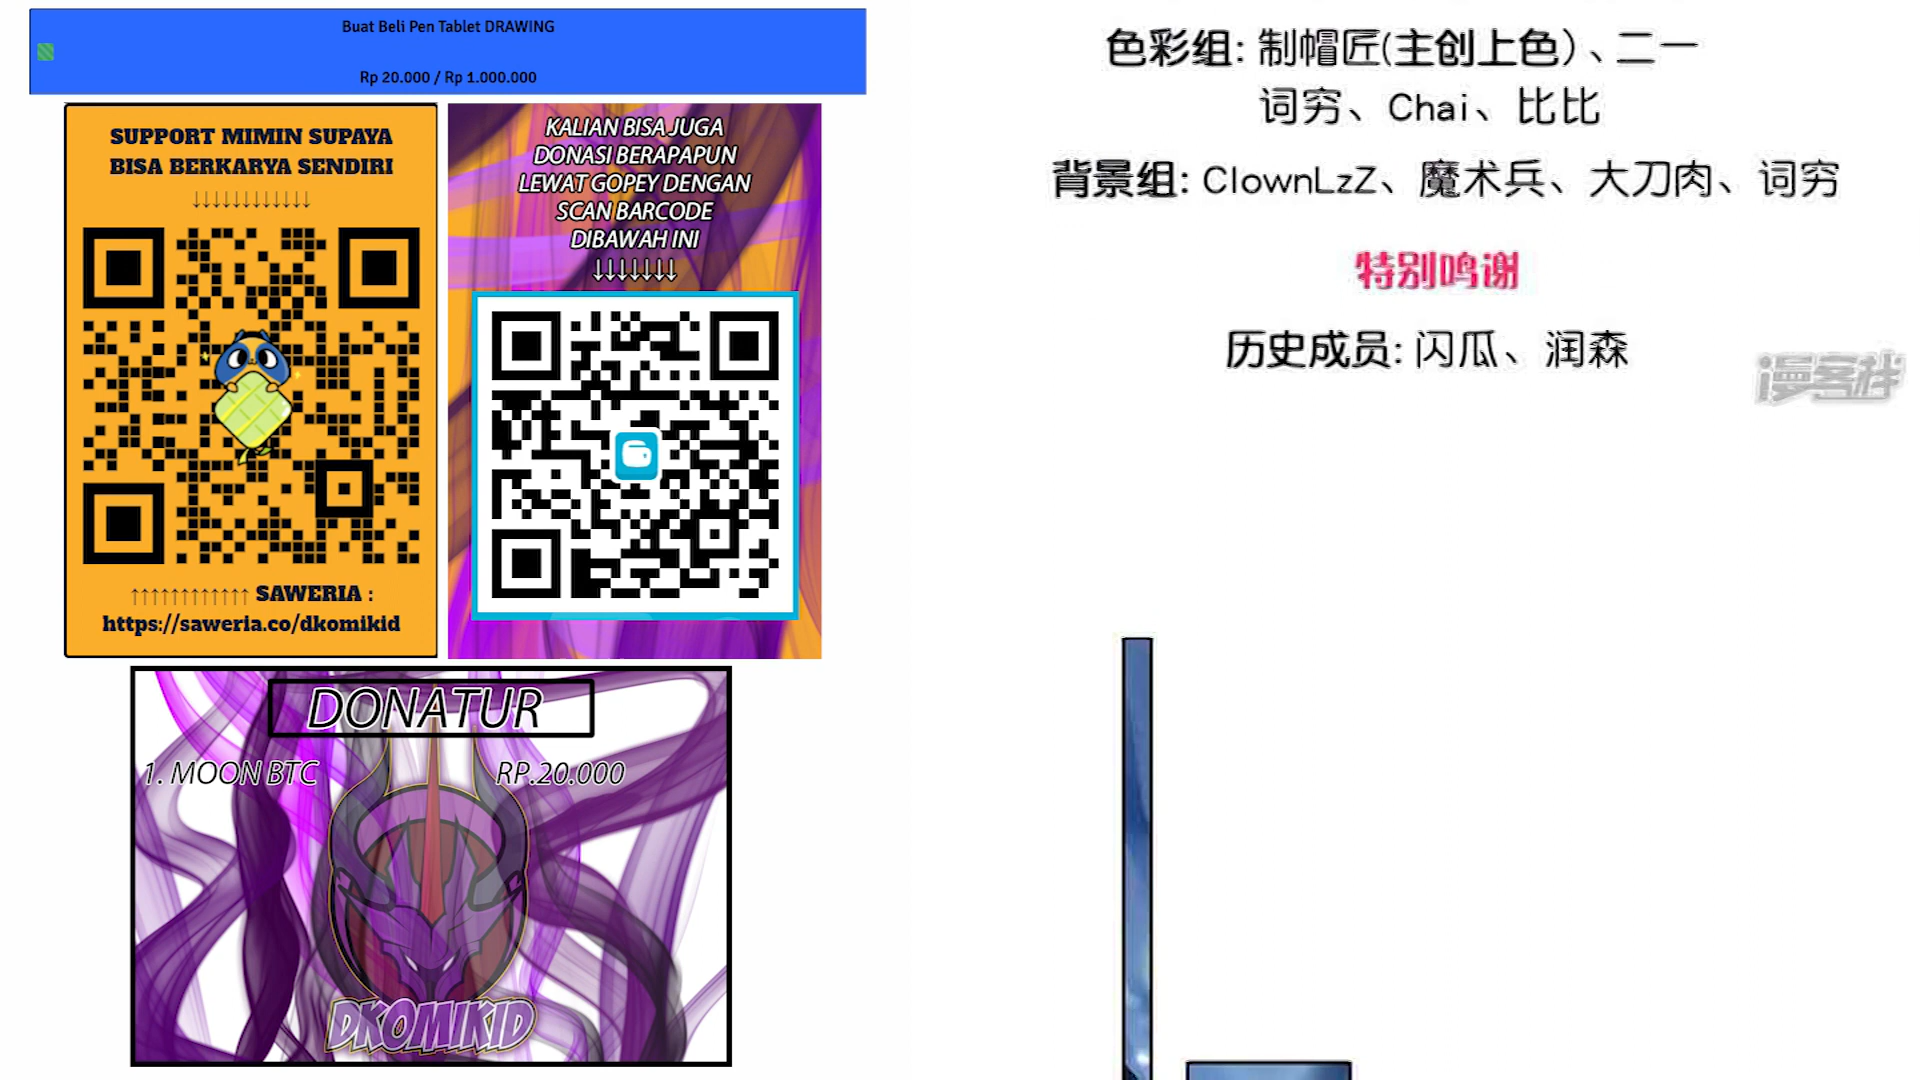 Buat Beli Pen Tablet DRAWING
Rp 20.000 / Rp 1.000.000
SUPPORT MIMIN SUPAYA
BISA BERKARYA SENDIRI
↓↓↓↓↓↓↓↓↓↓↓↓
↑↑↑↑↑↑↑↑↑↑↑↑ SAWERIA :
https://saweria.co/dkomikid
KALIAN BISA JUGA
DONASI BERAPAPUN
LEWAT GOPEY DENGAN
SCAN BARCODE
DIBAWAH INI
↓↓↓↓↓↓↓
DONATUR
1. MOON BTC RP.20.000
DKOMIKID
色彩组: 制帽匠(主创上色)、二一
词穷、Chai、比比
背景组: ClownLzZ、魔术兵、大刀肉、词穷
特别鸣谢
历史成员: 闪瓜、润森
漫客栈